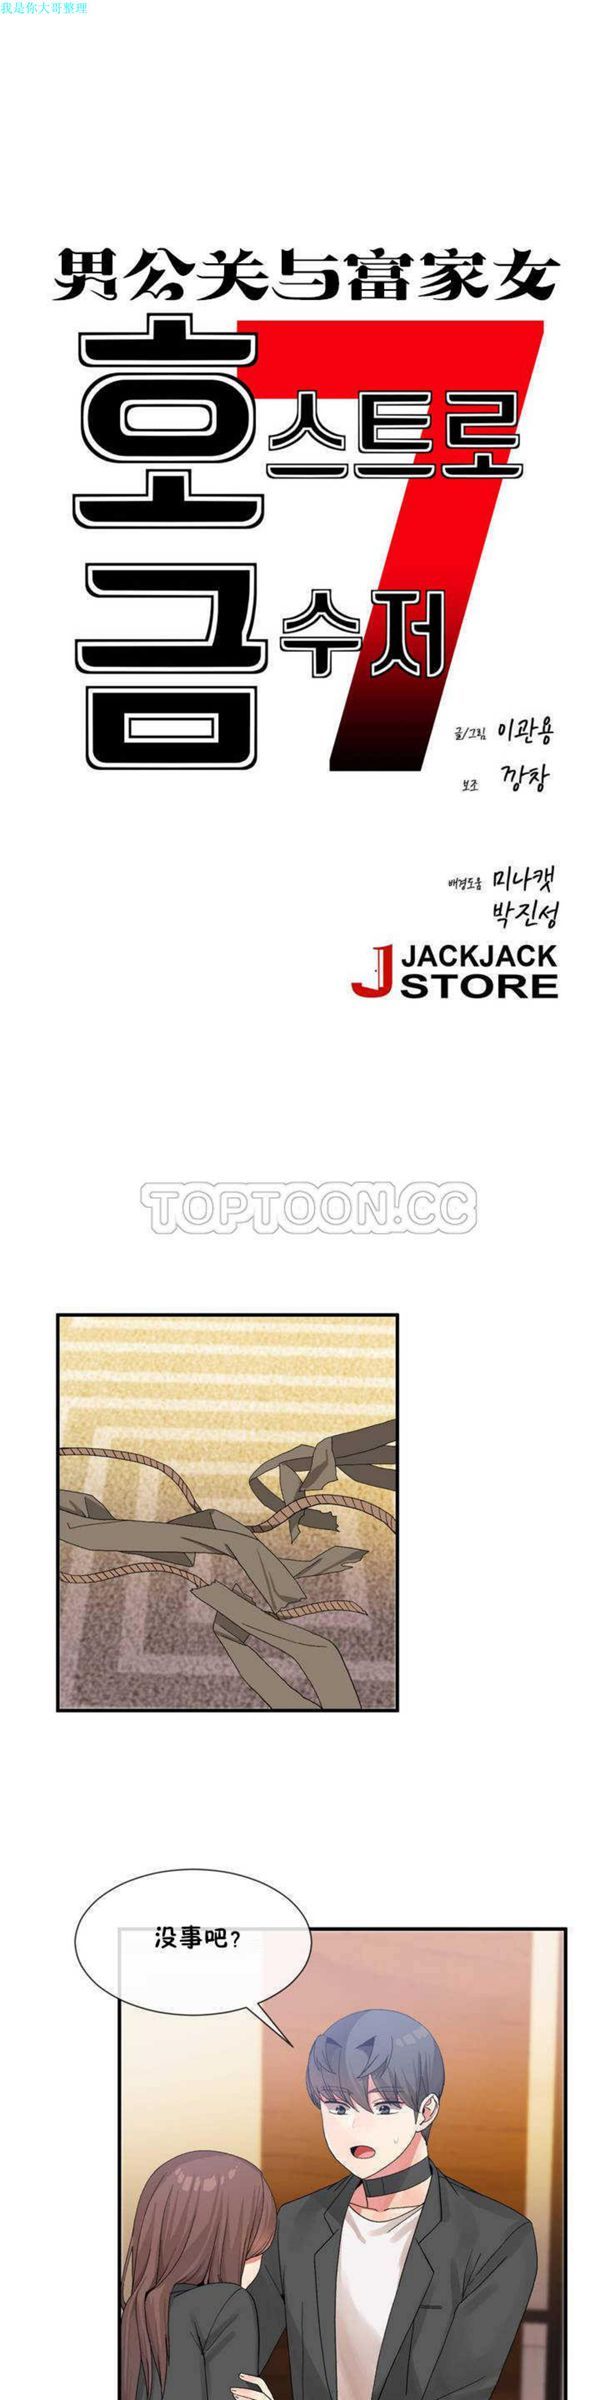 我是你大哥整理
男公关与富家女
호스트로
금수저
7
글/그림 이관용
보조 깡창
배경도움 미나캣
박진성
JACKJACK
STORE
TOPTOON.CC
没事吧?